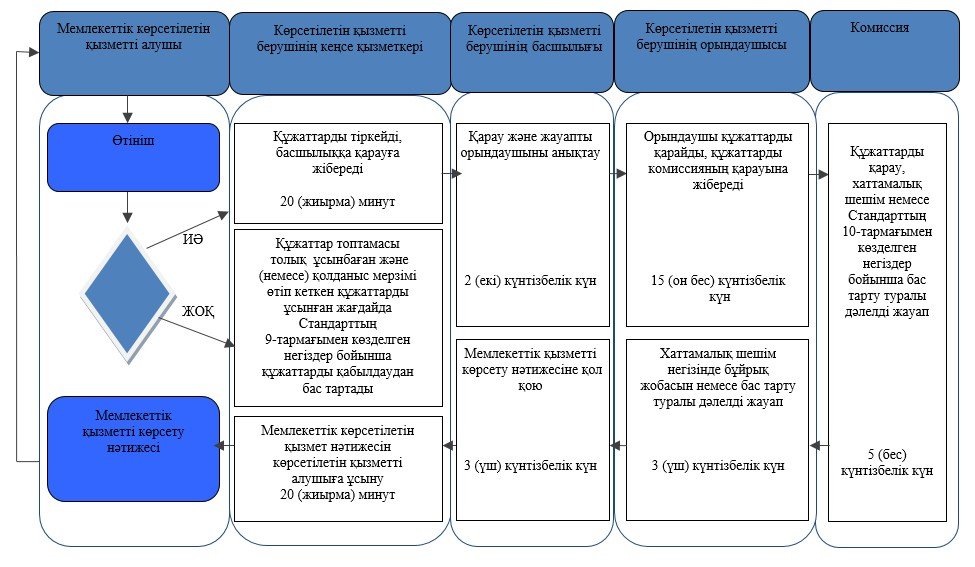 Мемлекеттік көрсетілетін
қызметті алушы
Көрсетілетін қызметті
берушінің кеңсе қызметкері
Көрсетілетін қызметті
берушінің басшылығы
Көрсетілетін қызметті
берушінің орындаушысы
Комиссия
Өтініш
ИӘ
ЖОҚ
Мемлекеттік
қызметті көрсету
нәтижесі
Құжаттарды тіркейді,
басшылыққа қарауға
жібереді
20 (жиырма) минут
Құжаттар топтамасы
толық ұсынбаған және
(немесе) қолданыс мерзімі
өтіп кеткен құжаттарды
ұсынған жағдайда
Стандарттың
9-тармағымен көзделген
негіздер бойынша
құжаттарды қабылдаудан
бас тартады
Мемлекеттік көрсетілетін
қызмет нәтижесін
көрсетілетін қызметті
алушыға ұсыну
20 (жиырма) минут
Қарау және жауапты
орындаушыны анықтау
2 (екі) күнтізбелік күн
Мемлекеттік қызметті
көрсету нәтижесіне қол
қою
3 (үш) күнтізбелік күн
Орындаушы құжаттарды
қарайды, құжаттарды
комиссияның қарауына
жібереді
15 (он бес) күнтізбелік
күн
Хаттамалық шешім
негізінде бұйрық
жобасын немесе бас тарту
туралы дәлелді жауап
3 (үш) күнтізбелік күн
Құжаттарды
қарау,
хаттамалық
шешім немесе
Стандарттың
10-тармағымен
көзделген
негіздер
бойынша бас
тарту туралы
дәлелді жауап
5 (бес)
күнтізбелік күн